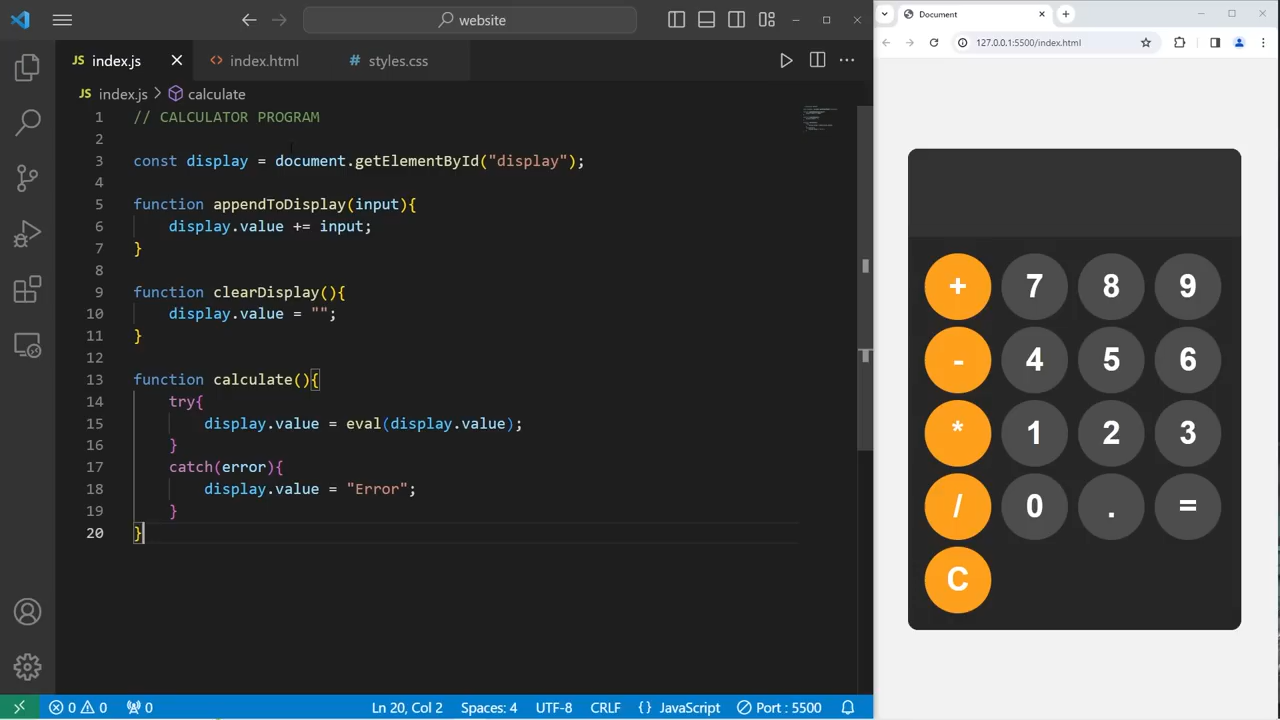 website
JS index.js
<> index.html
# styles.css
JS index.js > calculate
1 // CALCULATOR PROGRAM
2
3 const display = document.getElementById("display");
4
5 function appendToDisplay(input){
6     display.value += input;
7 }
8
9 function clearDisplay(){
10     display.value = "";
11 }
12
13 function calculate(){
14     try{
15         display.value = eval(display.value);
16     }
17     catch(error){
18         display.value = "Error";
19     }
20 }
0 0 0 Ln 20, Col 2 Spaces: 4 UTF-8 CRLF {} JavaScript Port : 5500
Document
127.0.0.1:5500/index.html
+ 7 8 9
- 4 5 6
* 1 2 3
/ 0 . =
C